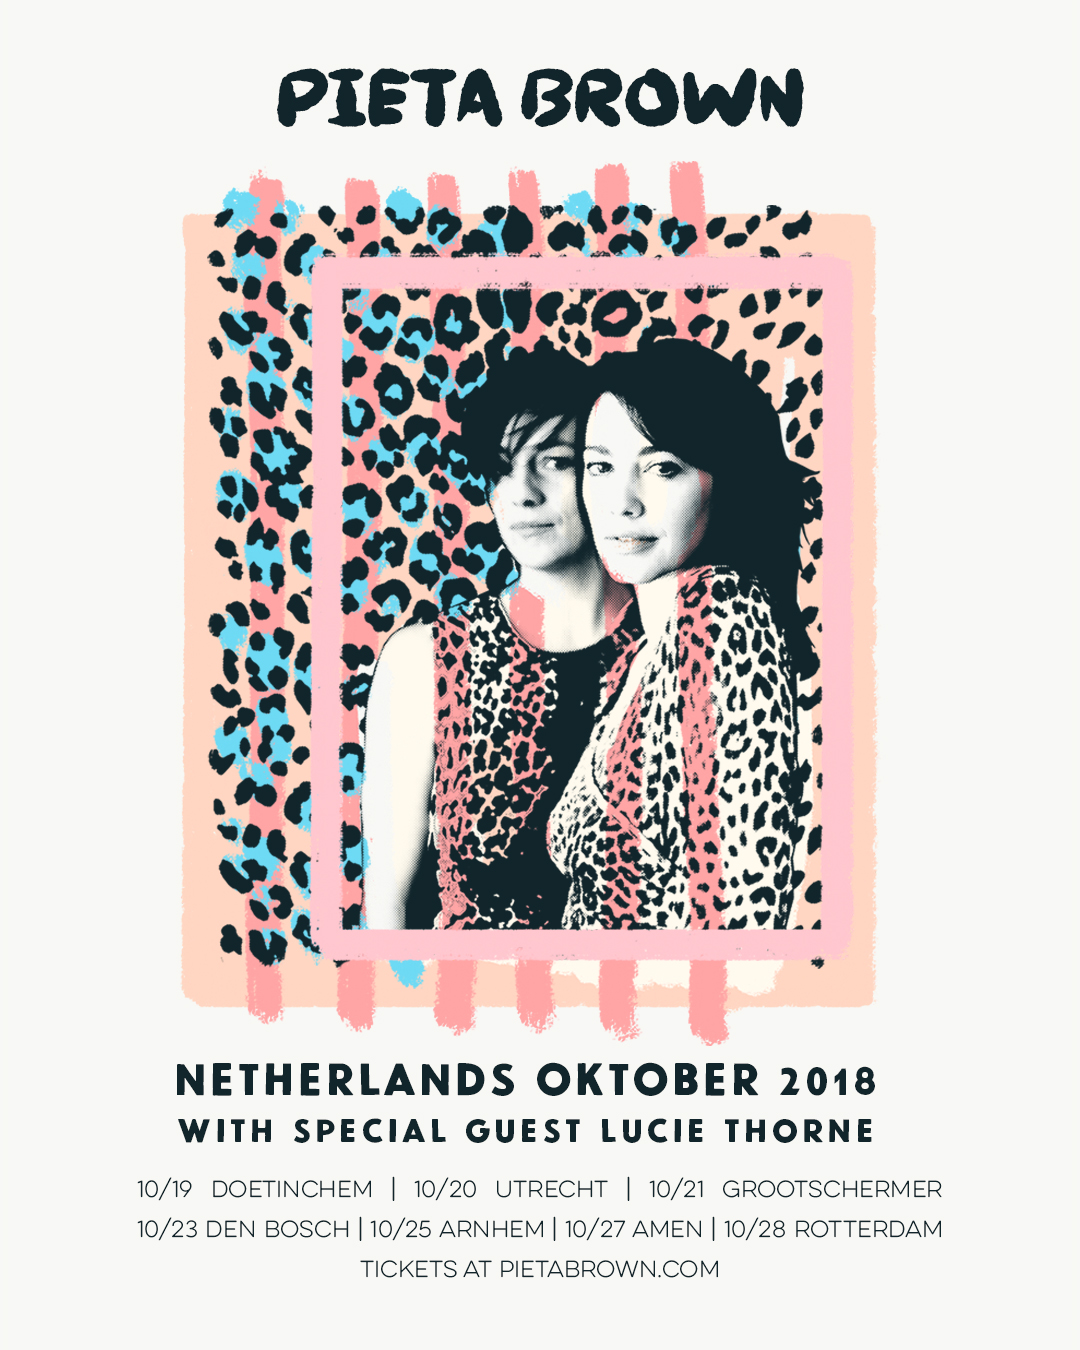 PIETA BROWN
NETHERLANDS OKTOBER 2018
WITH SPECIAL GUEST LUCIE THORNE
10/19 DOETINCHEM | 10/20 UTRECHT | 10/21 GROOTSCHERMER
10/23 DEN BOSCH | 10/25 ARNHEM | 10/27 AMEN | 10/28 ROTTERDAM
TICKETS AT PIETABROWN.COM